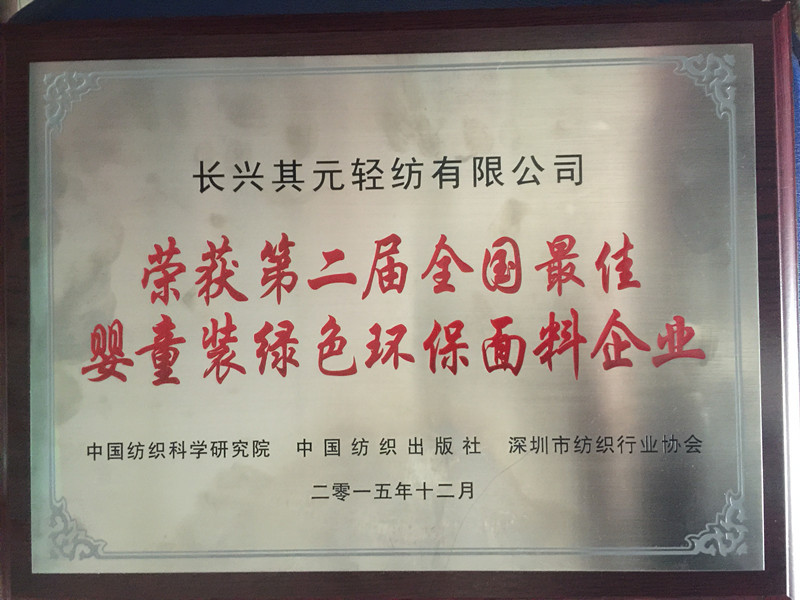 长兴其元轻纺有限公司
荣获第二届全国最佳
婴童装绿色环保面料企业
中国纺织科学研究院 中国纺织出版社 深圳市纺织行业协会
二零一五年十二月